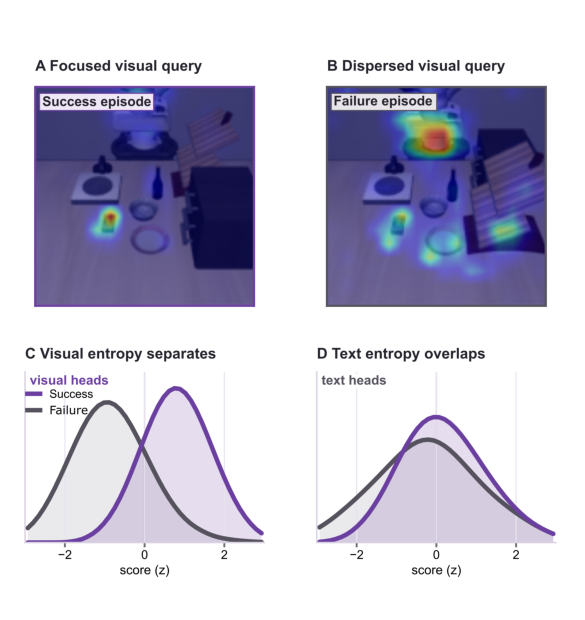 A Focused visual query
B Dispersed visual query
Success episode
Failure episode
C Visual entropy separates
D Text entropy overlaps
visual heads
Success
Failure
text heads
−2
0
2
−2
0
2
score (z)
score (z)